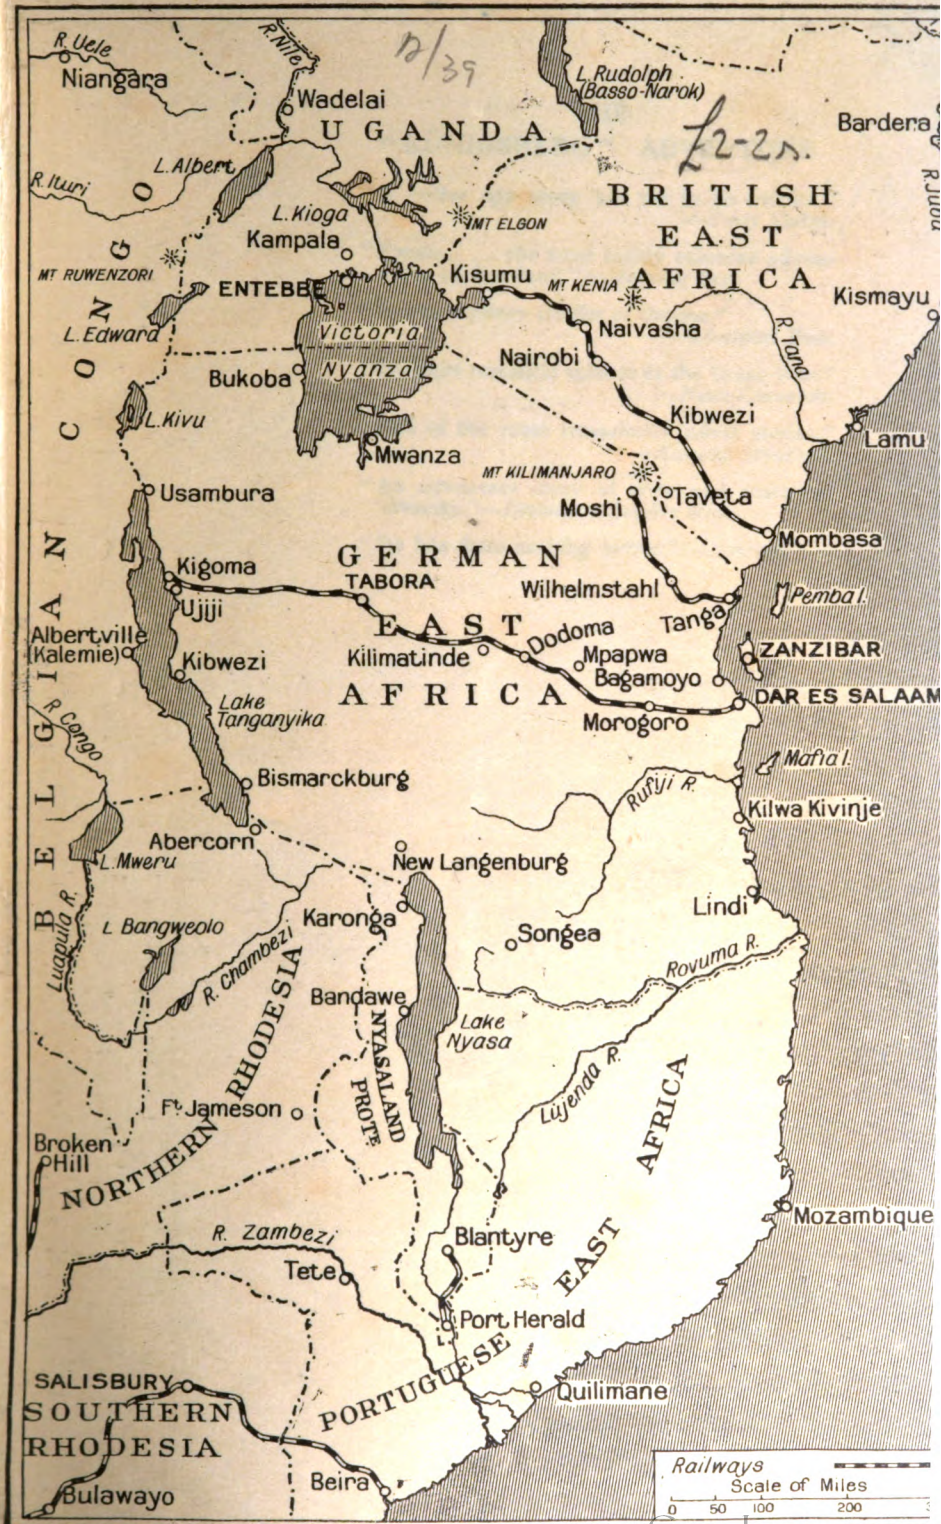 R. Uele
Niangara
R. Nile
Wadelai
12/39
L. Rudolph
(Basso-Narok)
£2-2s.
Bardera
R. Juba
UGANDA
L. Albert
R. Ituri
L. Kioga
Kampala
MT ELGON
BRITISH
EAST
AFRICA
MT RUWENZORI
ENTEBBE
Kisumu
MT KENIA
Kismayu
L. Edward
Victoria
Nyanza
Naivasha
Nairobi
R. Tana
Bukoba
L. Kivu
Kibwezi
Lamu
Mwanza
MT KILIMANJARO
Usambura
Moshi
Taveta
Mombasa
BELGIAN CONGO
GERMAN
EAST
AFRICA
Kigoma
TABORA
Ujiji
Wilhelmstahl
Tanga
Pemba I.
Albertville
(Kalemie)
Dodoma
Kilimatinde
Mpapwa
ZANZIBAR
Kibwezi
Bagamoyo
Lake
Tanganyika
DAR ES SALAAM
Morogoro
R Congo
Mafia I.
Bismarckburg
Rufiji R.
Kilwa Kivinje
Abercorn
L. Mweru
New Langenburg
Luapula R.
Lindi
Karonga
L Bangweolo
Songea
R. Chambezi
Rovuma R.
Bandawe
Lake
Nyasa
NYASALAND
PROTE.
Lujenda R.
Ft Jameson
Broken
Hill
NORTHERN RHODESIA
Mozambique
R. Zambezi
Blantyre
Tete
Port Herald
PORTUGUESE EAST AFRICA
SALISBURY
Quilimane
SOUTHERN
RHODESIA
Beira
Bulawayo
Railways
Scale of Miles
0 50 100 200